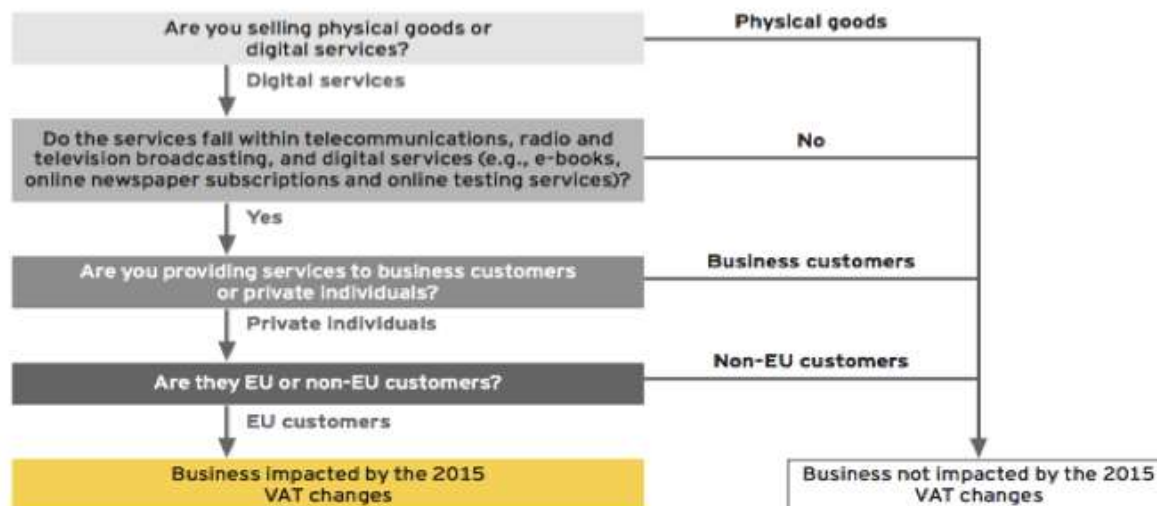 Are you selling physical goods or
digital services?
Physical goods
Digital services
Do the services fall within telecommunications, radio and
television broadcasting, and digital services (e.g., e-books,
online newspaper subscriptions and online testing services)?
No
Yes
Are you providing services to business customers
or private individuals?
Business customers
Private individuals
Are they EU or non-EU customers?
Non-EU customers
EU customers
Business impacted by the 2015
VAT changes
Business not impacted by the 2015
VAT changes